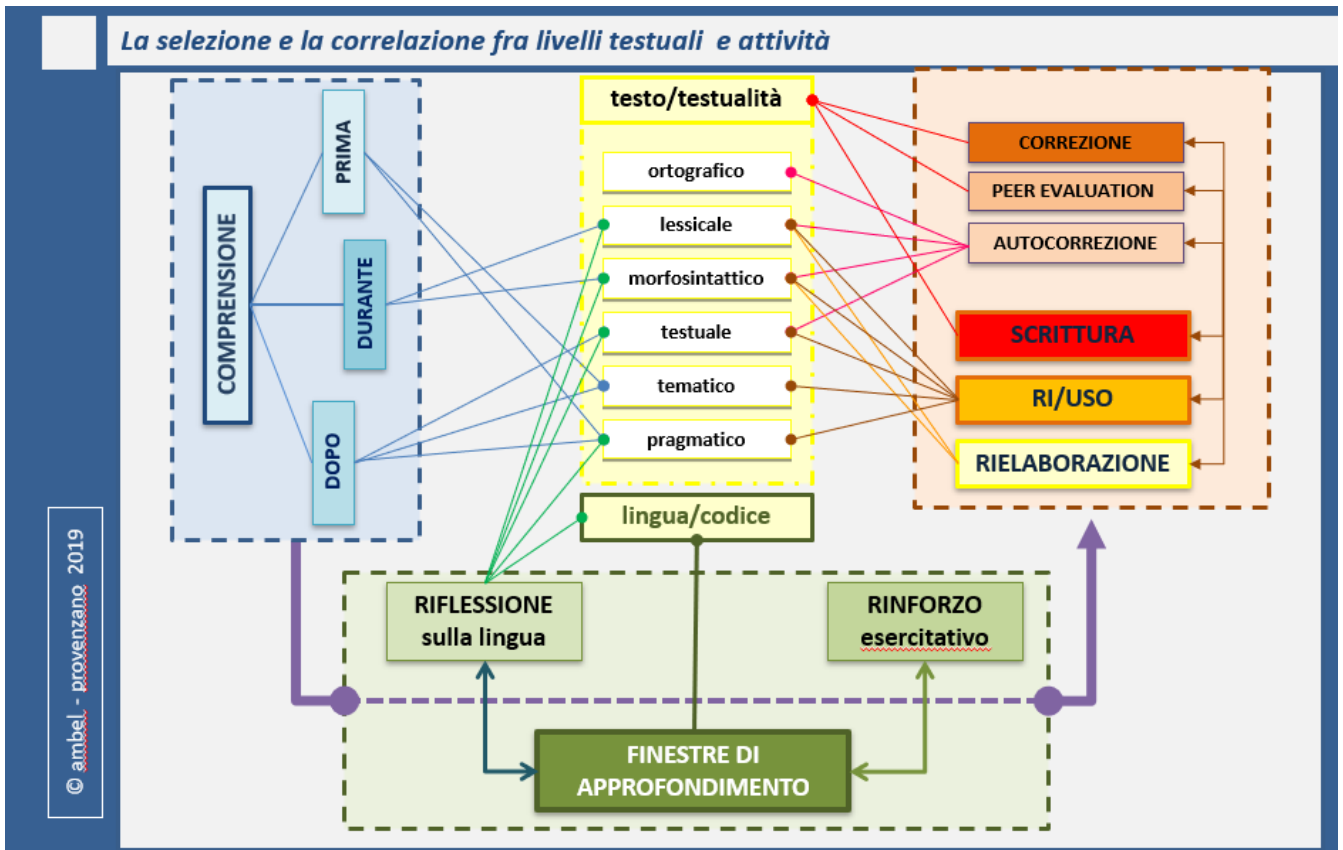 La selezione e la correlazione fra livelli testuali e attività
COMPRENSIONE
PRIMA
DURANTE
DOPO
testo/testualità
ortografico
lessicale
morfosintattico
testuale
tematico
pragmatico
lingua/codice
CORREZIONE
PEER EVALUATION
AUTOCORREZIONE
SCRITTURA
RI/USO
RIELABORAZIONE
RIFLESSIONE
sulla lingua
RINFORZO
esercitativo
FINESTRE DI
APPROFONDIMENTO
© ambel - provenzano 2019